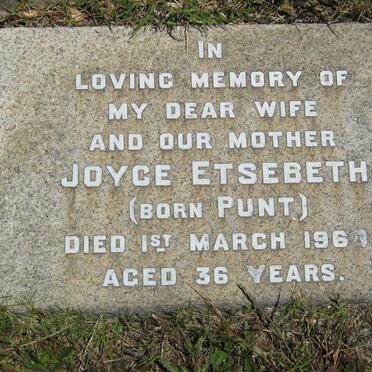 IN
LOVING MEMORY OF
MY DEAR WIFE
AND OUR MOTHER
JOYCE ETSEBETH
(BORN PUNT)
DIED 1ST MARCH
AGED 36 YEARS.